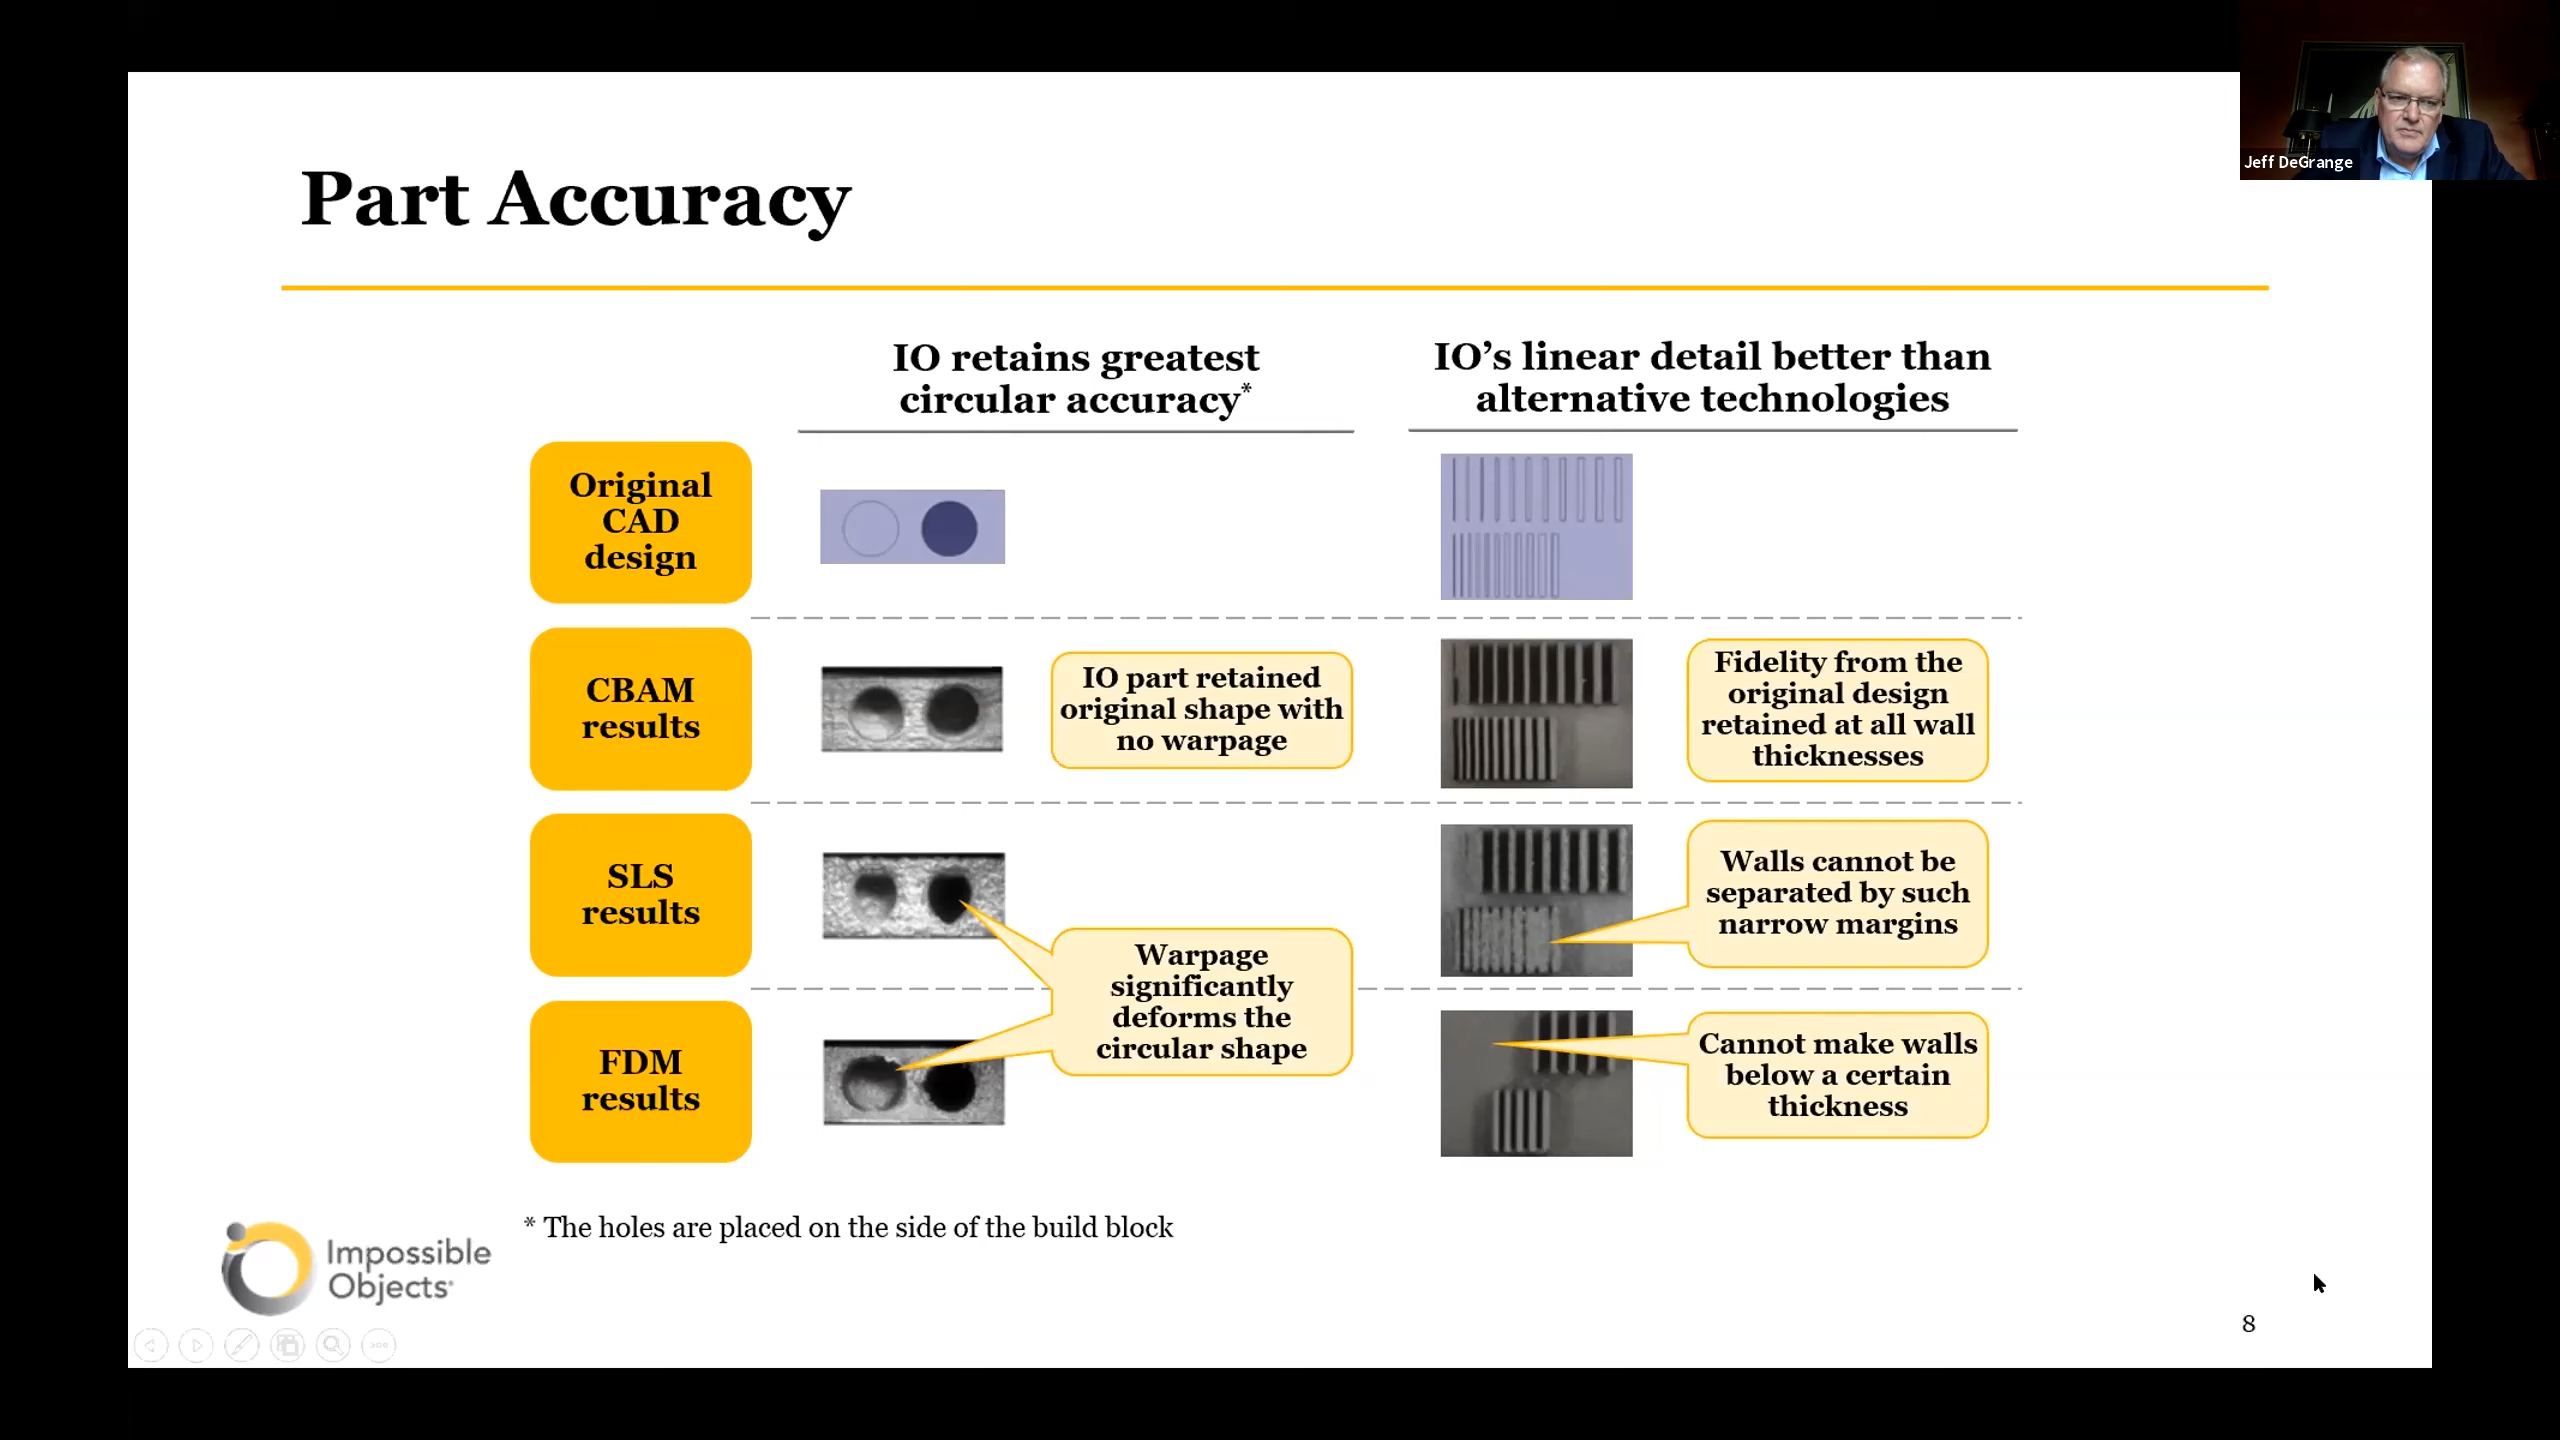 Jeff DeGrange
Part Accuracy
IO retains greatest
circular accuracy*
IO’s linear detail better than
alternative technologies
Original
CAD
design
CBAM
results
IO part retained
original shape with
no warpage
Fidelity from the
original design
retained at all wall
thicknesses
SLS
results
Walls cannot be
separated by such
narrow margins
Warpage
significantly
deforms the
circular shape
FDM
results
Cannot make walls
below a certain
thickness
* The holes are placed on the side of the build block
Impossible
Objects
8